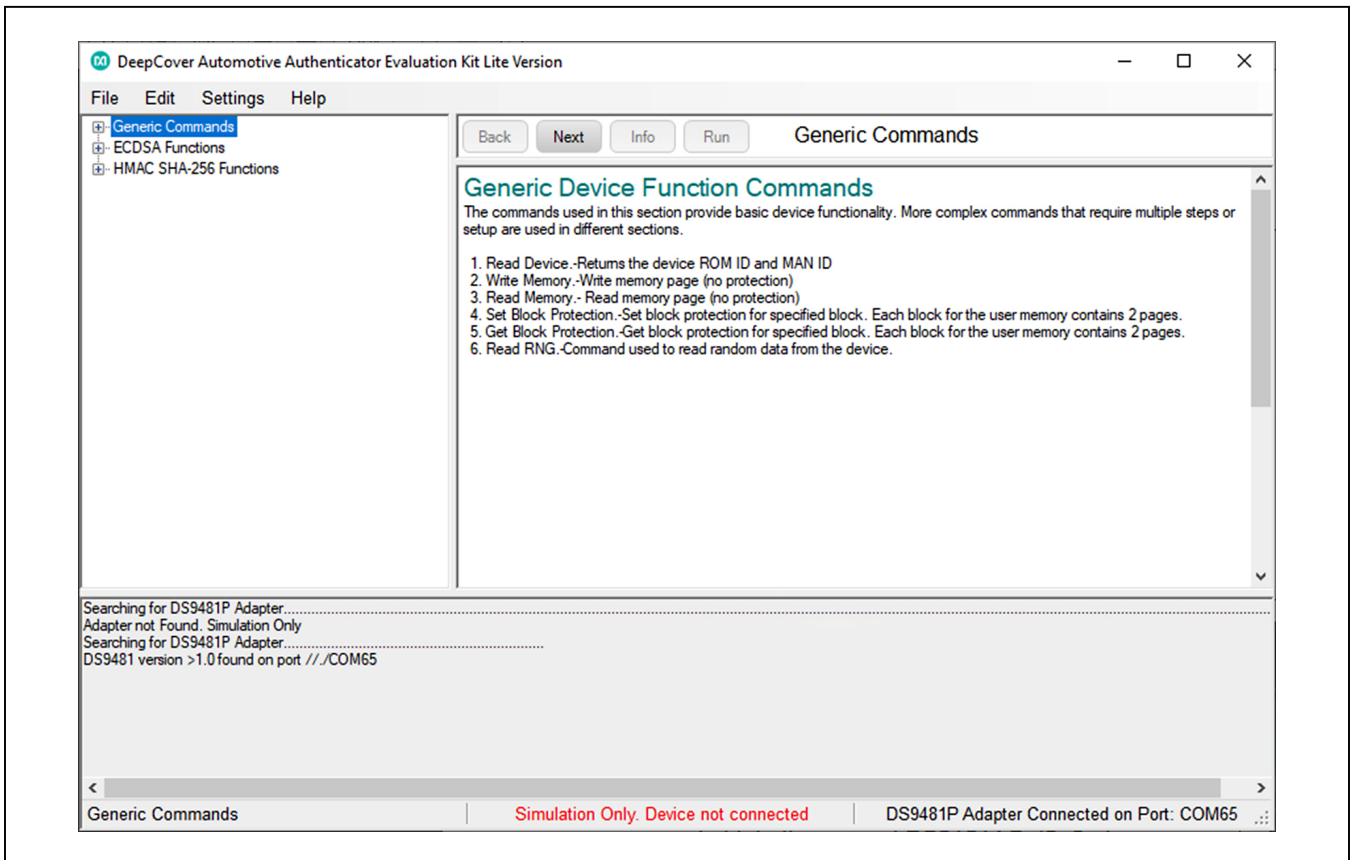 DeepCover Automotive Authenticator Evaluation Kit Lite Version
File Edit Settings Help
Generic Commands
ECDSA Functions
HMAC SHA-256 Functions
Back Next Info Run Generic Commands
Generic Device Function Commands
The commands used in this section provide basic device functionality. More complex commands that require multiple steps or
setup are used in different sections.
1. Read Device.-Returns the device ROM ID and MAN ID
2. Write Memory.-Write memory page (no protection)
3. Read Memory.- Read memory page (no protection)
4. Set Block Protection.-Set block protection for specified block. Each block for the user memory contains 2 pages.
5. Get Block Protection.-Get block protection for specified block. Each block for the user memory contains 2 pages.
6. Read RNG.-Command used to read random data from the device.
Searching for DS9481P Adapter................................................................................
Adapter not Found. Simulation Only
Searching for DS9481P Adapter........................................
DS9481 version >1.0 found on port //./COM65
Generic Commands
Simulation Only. Device not connected
DS9481P Adapter Connected on Port: COM65